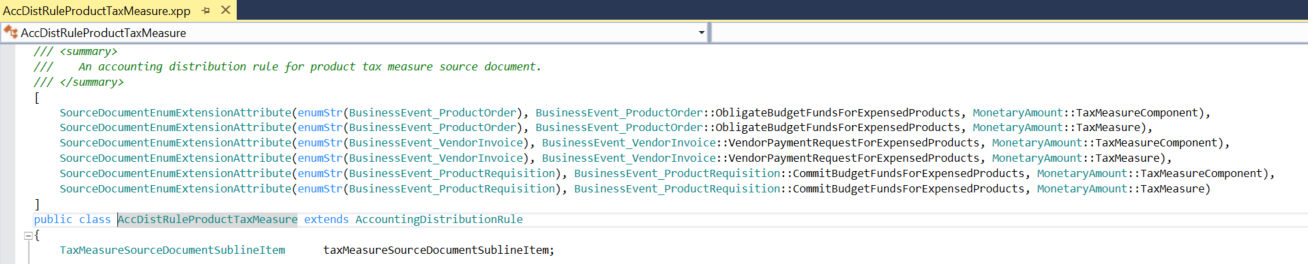 AccDistRuleProductTaxMeasure.xpp
AccDistRuleProductTaxMeasure
/// <summary>
///    An accounting distribution rule for product tax measure source document.
/// </summary>
[
    SourceDocumentEnumExtensionAttribute(enumStr(BusinessEvent_ProductOrder), BusinessEvent_ProductOrder::ObligateBudgetFundsForExpensedProducts, MonetaryAmount::TaxMeasureComponent),
    SourceDocumentEnumExtensionAttribute(enumStr(BusinessEvent_ProductOrder), BusinessEvent_ProductOrder::ObligateBudgetFundsForExpensedProducts, MonetaryAmount::TaxMeasure),
    SourceDocumentEnumExtensionAttribute(enumStr(BusinessEvent_VendorInvoice), BusinessEvent_VendorInvoice::VendorPaymentRequestForExpensedProducts, MonetaryAmount::TaxMeasureComponent),
    SourceDocumentEnumExtensionAttribute(enumStr(BusinessEvent_VendorInvoice), BusinessEvent_VendorInvoice::VendorPaymentRequestForExpensedProducts, MonetaryAmount::TaxMeasure),
    SourceDocumentEnumExtensionAttribute(enumStr(BusinessEvent_ProductRequisition), BusinessEvent_ProductRequisition::CommitBudgetFundsForExpensedProducts, MonetaryAmount::TaxMeasureComponent),
    SourceDocumentEnumExtensionAttribute(enumStr(BusinessEvent_ProductRequisition), BusinessEvent_ProductRequisition::CommitBudgetFundsForExpensedProducts, MonetaryAmount::TaxMeasure)
]
public class AccDistRuleProductTaxMeasure extends AccountingDistributionRule
{
    TaxMeasureSourceDocumentSublineItem      taxMeasureSourceDocumentSublineItem;